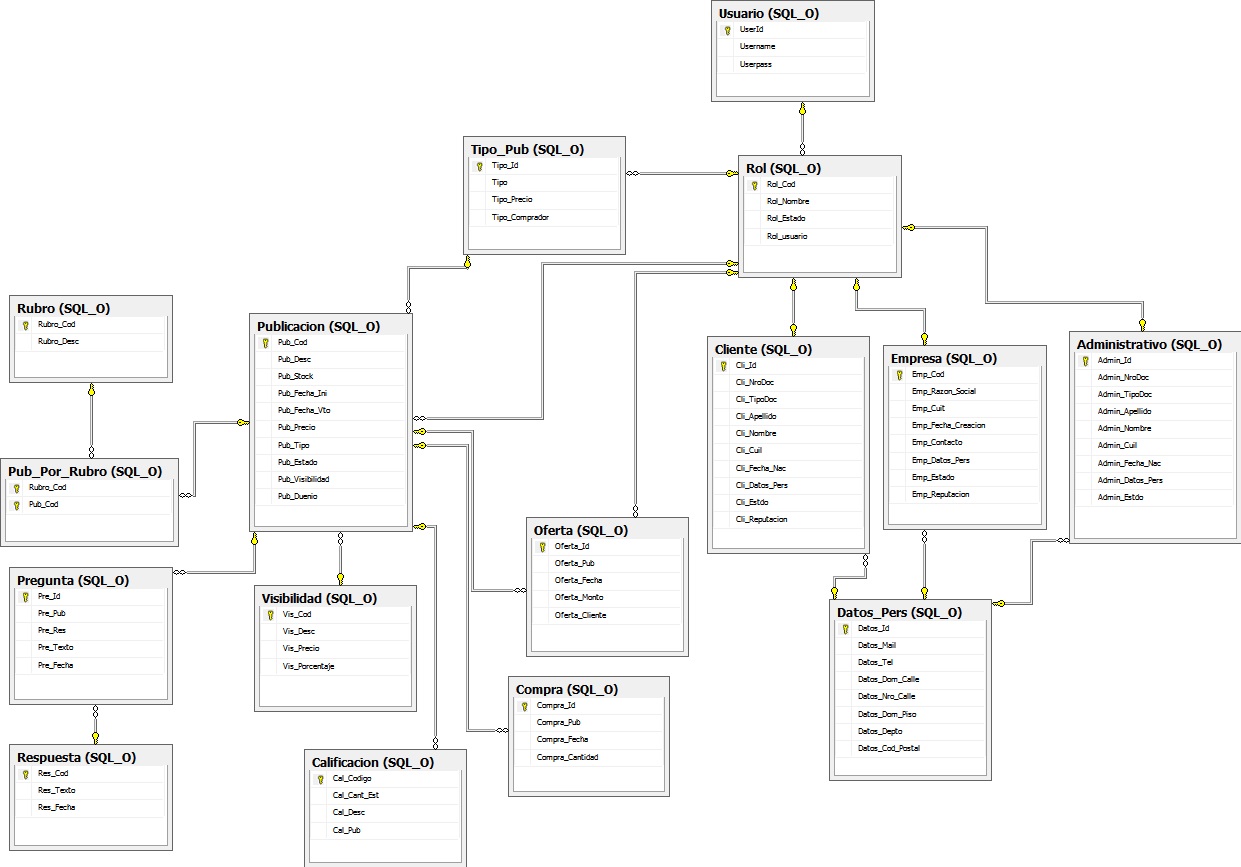 Usuario (SQL_O)
UserId
Username
Userpass
Tipo_Pub (SQL_O)
Tipo_Id
Tipo
Tipo_Precio
Tipo_Comprador
Rol (SQL_O)
Rol_Cod
Rol_Nombre
Rol_Estado
Rol_usuario
Rubro (SQL_O)
Rubro_Cod
Rubro_Desc
Publicacion (SQL_O)
Pub_Cod
Pub_Desc
Pub_Stock
Pub_Fecha_Ini
Pub_Fecha_Vto
Pub_Precio
Pub_Tipo
Pub_Estado
Pub_Visibilidad
Pub_Duenio
Cliente (SQL_O)
Cli_Id
Cli_NroDoc
Cli_TipoDoc
Cli_Apellido
Cli_Nombre
Cli_Cuil
Cli_Fecha_Nac
Cli_Datos_Pers
Cli_Estdo
Cli_Reputacion
Empresa (SQL_O)
Emp_Cod
Emp_Razon_Social
Emp_Cuit
Emp_Fecha_Creacion
Emp_Contacto
Emp_Datos_Pers
Emp_Estado
Emp_Reputacion
Administrativo (SQL_O)
Admin_Id
Admin_NroDoc
Admin_TipoDoc
Admin_Apellido
Admin_Nombre
Admin_Cuil
Admin_Fecha_Nac
Admin_Datos_Pers
Admin_Estdo
Pub_Por_Rubro (SQL_O)
Rubro_Cod
Pub_Cod
Oferta (SQL_O)
Oferta_Id
Oferta_Pub
Oferta_Fecha
Oferta_Monto
Oferta_Cliente
Pregunta (SQL_O)
Pre_Id
Pre_Pub
Pre_Res
Pre_Texto
Pre_Fecha
Visibilidad (SQL_O)
Vis_Cod
Vis_Desc
Vis_Precio
Vis_Porcentaje
Datos_Pers (SQL_O)
Datos_Id
Datos_Mail
Datos_Tel
Datos_Dom_Calle
Datos_Nro_Calle
Datos_Dom_Piso
Datos_Depto
Datos_Cod_Postal
Compra (SQL_O)
Compra_Id
Compra_Pub
Compra_Fecha
Compra_Cantidad
Respuesta (SQL_O)
Res_Cod
Res_Texto
Res_Fecha
Calificacion (SQL_O)
Cal_Codigo
Cal_Cant_Est
Cal_Desc
Cal_Pub